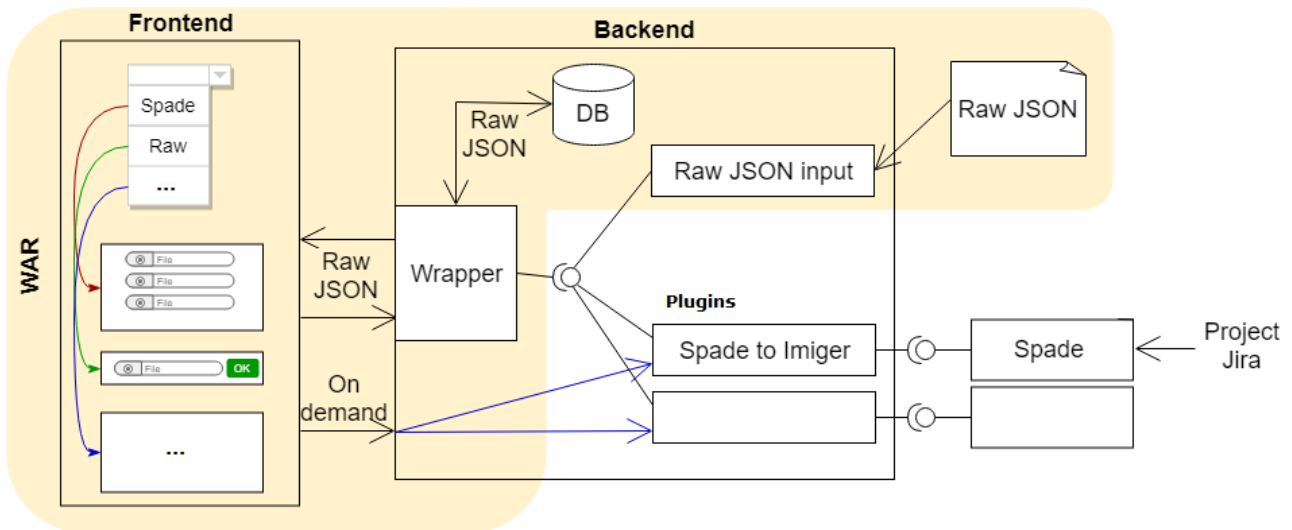 Frontend
Backend
Spade
Raw
...
WAR
File
File
File
File
OK
...
Raw
JSON
On
demand
Raw
JSON
DB
Wrapper
Raw JSON input
Raw JSON
Plugins
Spade to Imiger
Spade
Project
Jira